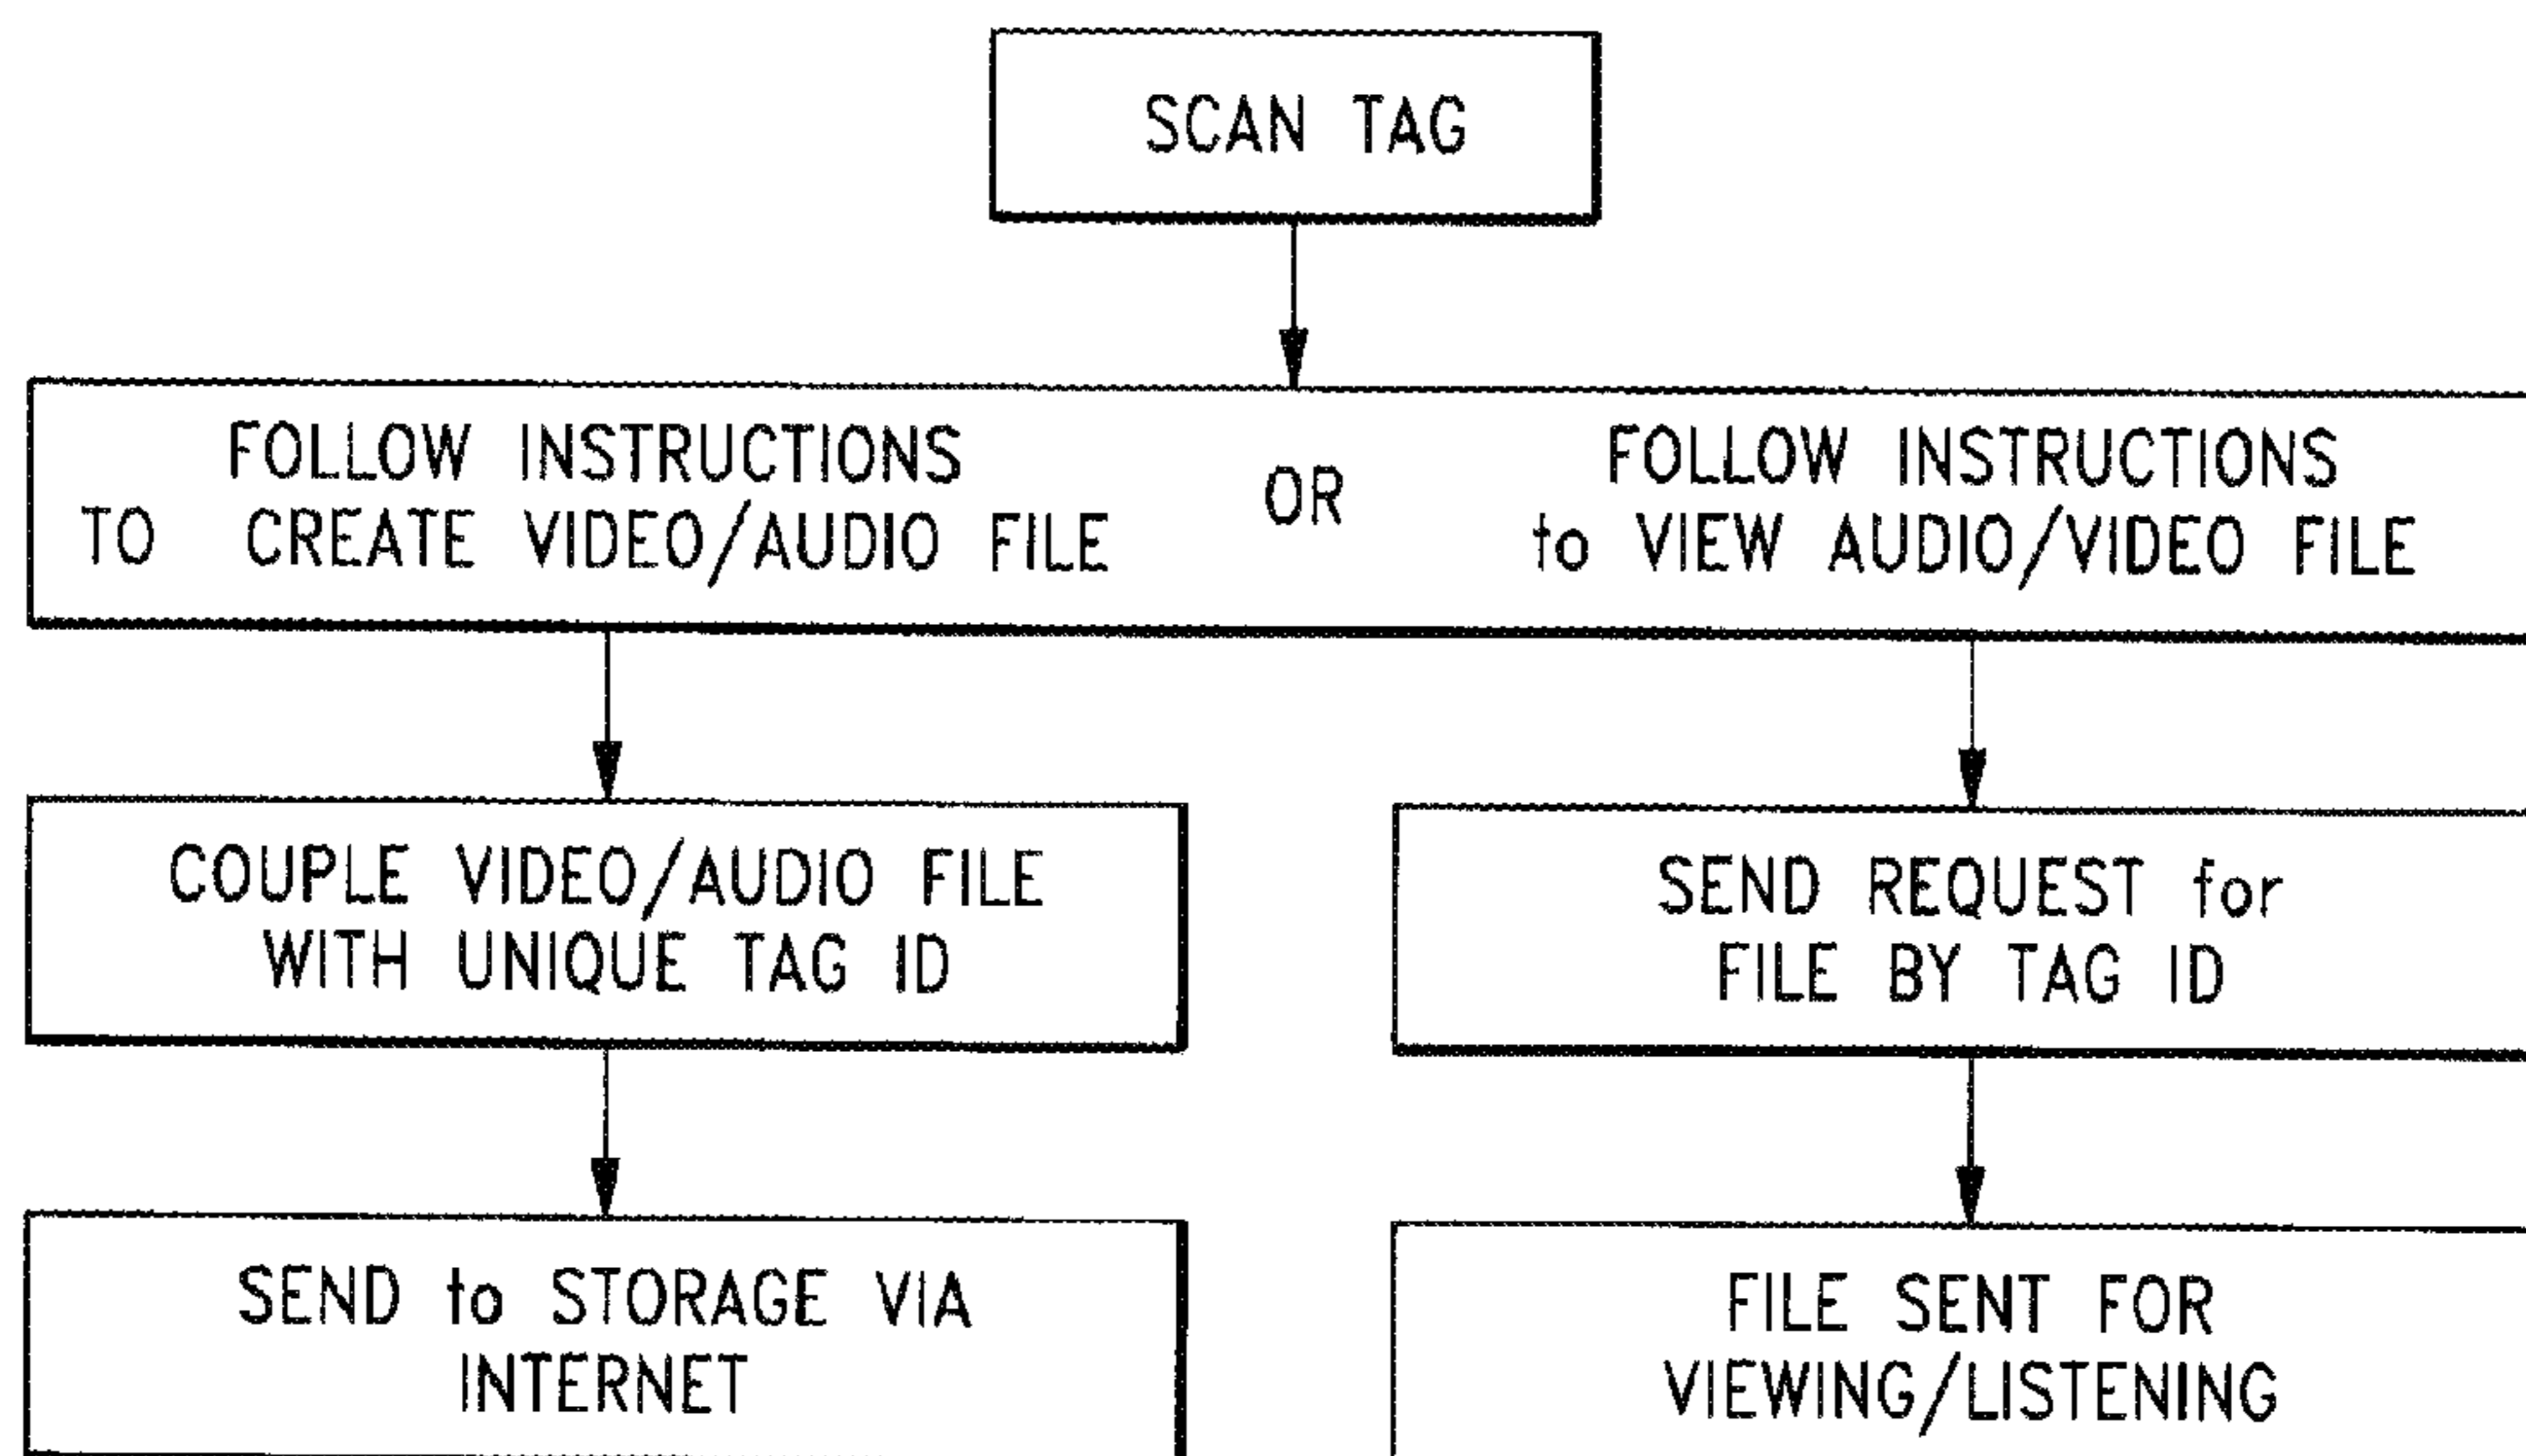 SCAN TAG
FOLLOW INSTRUCTIONS
TO CREATE VIDEO/AUDIO FILE
OR
FOLLOW INSTRUCTIONS
to VIEW AUDIO/VIDEO FILE
COUPLE VIDEO/AUDIO FILE
WITH UNIQUE TAG ID
SEND REQUEST for
FILE BY TAG ID
SEND to STORAGE VIA
INTERNET
FILE SENT FOR
VIEWING/LISTENING